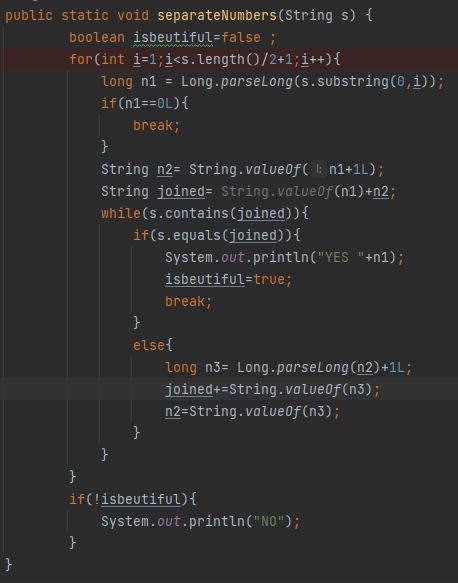 public static void separateNumbers(String s) {
boolean isbeutiful=false ;
for(int i=1;i<s.length()/2+1;i++){
long n1 = Long.parseLong(s.substring(0,i));
if(n1==0L){
break;
}
String n2= String.valueOf( l: n1+1L);
String joined= String.valueOf(n1)+n2;
while(s.contains(joined)){
if(s.equals(joined)){
System.out.println("YES "+n1);
isbeutiful=true;
break;
}
else{
long n3= Long.parseLong(n2)+1L;
joined+=String.valueOf(n3);
n2=String.valueOf(n3);
}
}
}
if(!isbeutiful){
System.out.println("NO");
}
}